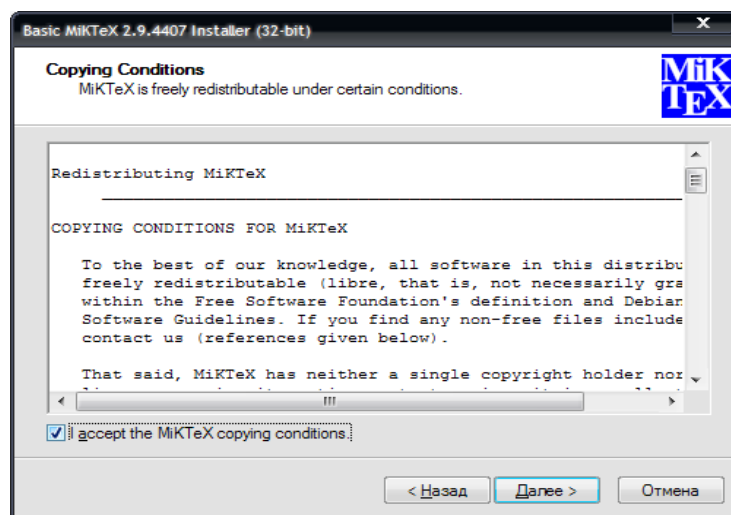 Basic MiKTeX 2.9.4407 Installer (32-bit)
x
Copying Conditions
MiKTeX is freely redistributable under certain conditions.
MiK
TEX
Redistributing MiKTeX
COPYING CONDITIONS FOR MiKTeX
To the best of our knowledge, all software in this distribu
freely redistributable (libre, that is, not necessarily gra
within the Free Software Foundation's definition and Debian
Software Guidelines. If you find any non-free files include
contact us (references given below).
That said, MiKTeX has neither a single copyright holder nor
I accept the MiKTeX copying conditions.
< Назад
Далее >
Отмена